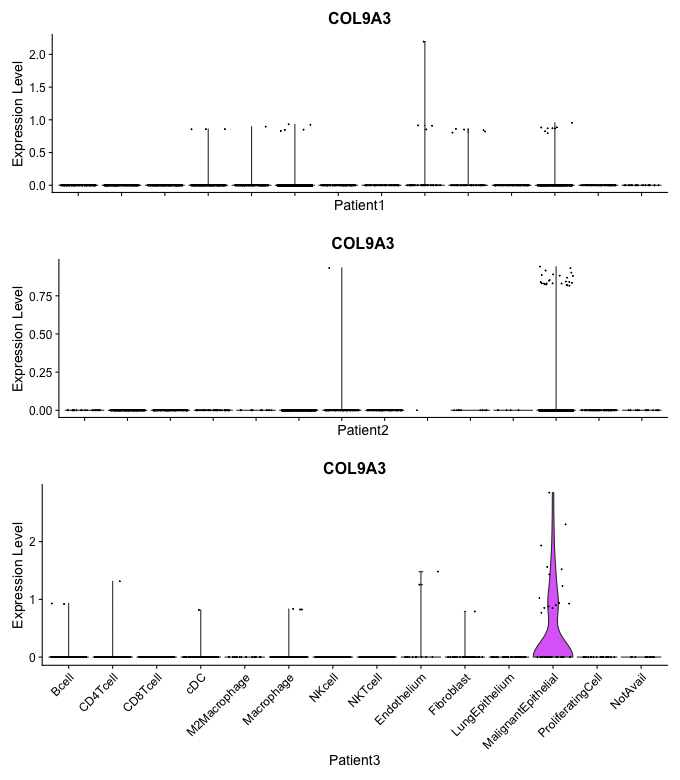 COL9A3
Expression Level
2.0
1.5
1.0
0.5
0.0
Patient1
COL9A3
Expression Level
0.75
0.50
0.25
0.00
Patient2
COL9A3
Expression Level
2
1
0
Bcell
CD4Tcell
CD8Tcell
cDC
M2Macrophage
Macrophage
NKcell
NKTcell
Endothelium
Fibroblast
LungEpithelium
MalignantEpithelial
ProliferatingCell
NotAvail
Patient3